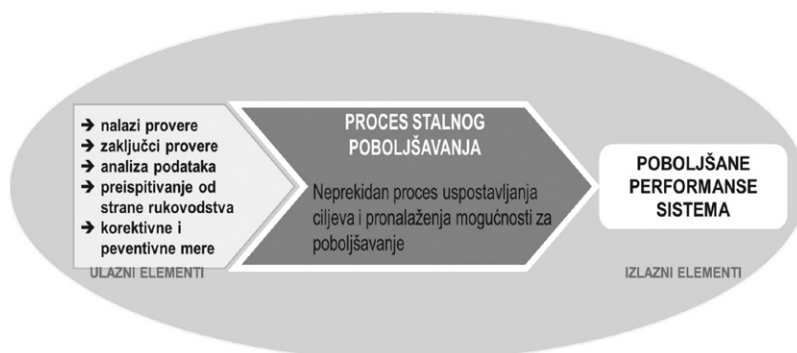 → nalazi provere
→ zaključci provere
→ analiza podataka
→ preispitivanje od
strane rukovodstva
→ korektivne i
peventivne mere
ULAZNI ELEMENTI
PROCES STALNOG
POBOLJŠAVANJA
Neprekidan proces uspostavljanja
ciljeva i pronalaženja mogućnosti za
poboljšavanje
POBOLJŠANE
PERFORMANSE
SISTEMA
IZLAZNI ELEMENTI